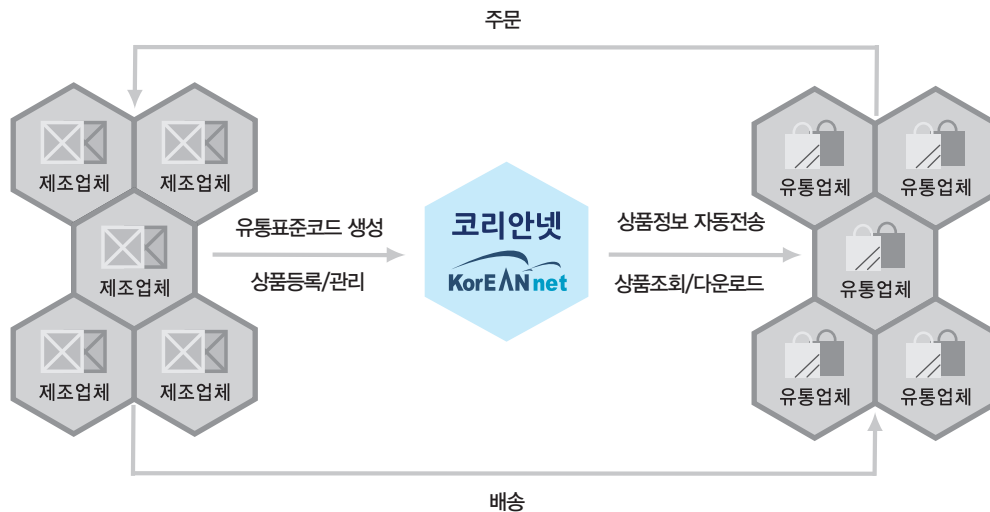 주문
제조업체
제조업체
유통업체
유통업체
제조업체
유통표준코드 생성
상품등록/관리
코리안넷
KorEANnet
상품정보 자동전송
상품조회/다운로드
유통업체
제조업체
제조업체
유통업체
유통업체
배송